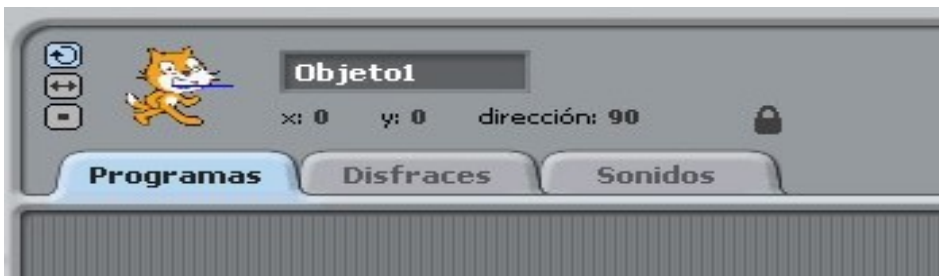 Objeto1
x: 0 y: 0 dirección: 90
Programas Disfraces Sonidos